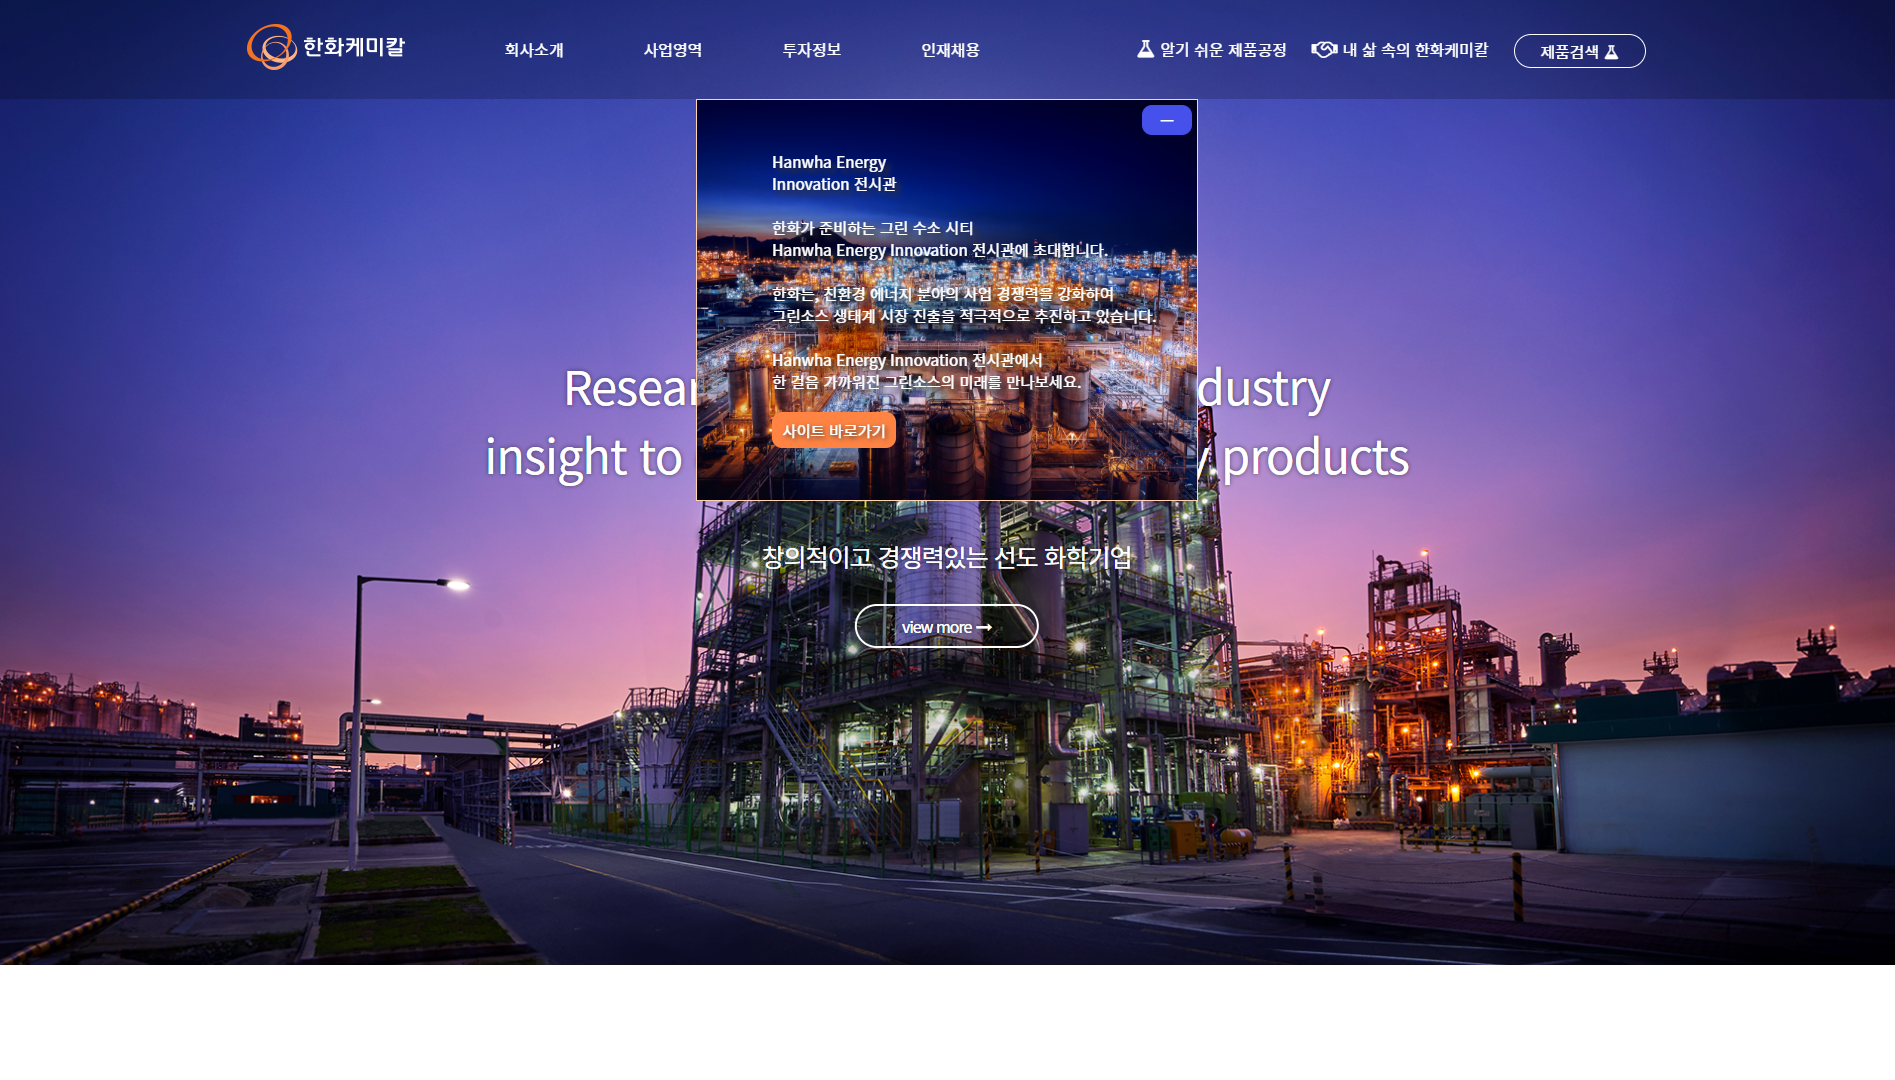 한화케미칼
회사소개
사업영역
투자정보
인재채용
알기 쉬운 제품공정
내 삶 속의 한화케미칼
제품검색
Hanwha Energy
Innovation 전시관
한화가 준비하는 그린 수소 시티
Hanwha Energy Innovation 전시관에 초대합니다.
한화는, 친환경 에너지 분야의 사업 경쟁력을 강화하여
그린소스 생태계 시장 진출을 적극적으로 추진하고 있습니다.
Hanwha Energy Innovation 전시관에서
한 걸음 가까워진 그린소스의 미래를 만나보세요.
사이트 바로가기
insight to
products
창의적이고 경쟁력있는 선도 화학기업
view more